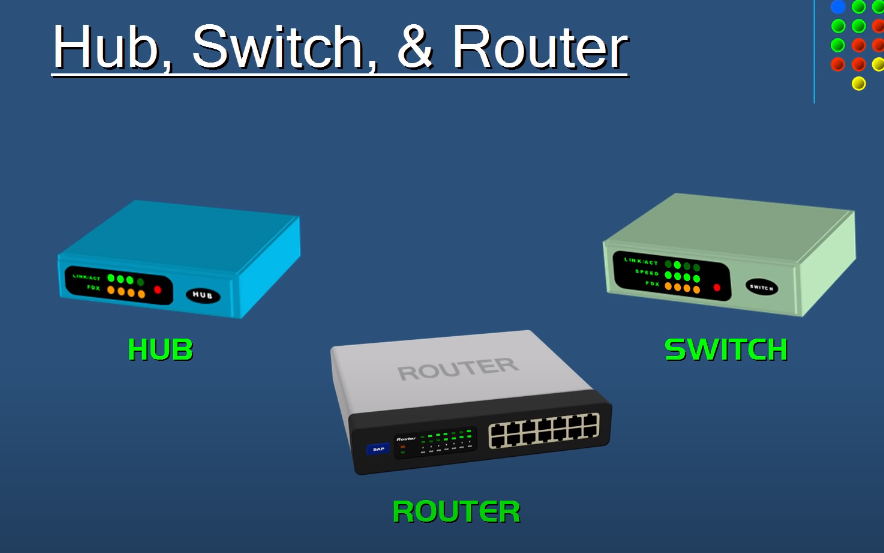 Hub, Switch, & Router
LINK/ACT
FDX
HUB
HUB
LINK/ACT
SPEED
FDX
SWITCH
SWITCH
ROUTER
Router
ROUTER